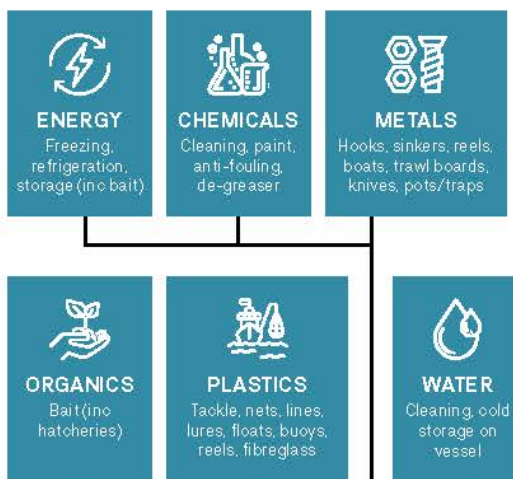 ENERGY
Freezing,
refrigeration,
storage (inc bait)
CHEMICALS
Cleaning, paint,
anti-fouling,
de-greaser
METALS
Hooks, sinkers, reels,
boats, trawl boards,
knives, pots/traps
ORGANICS
Bait (inc
hatcheries)
PLASTICS
Tackle, nets, lines,
lures, floats, buoys,
reels, fibreglass
WATER
Cleaning, cold
storage on
vessel